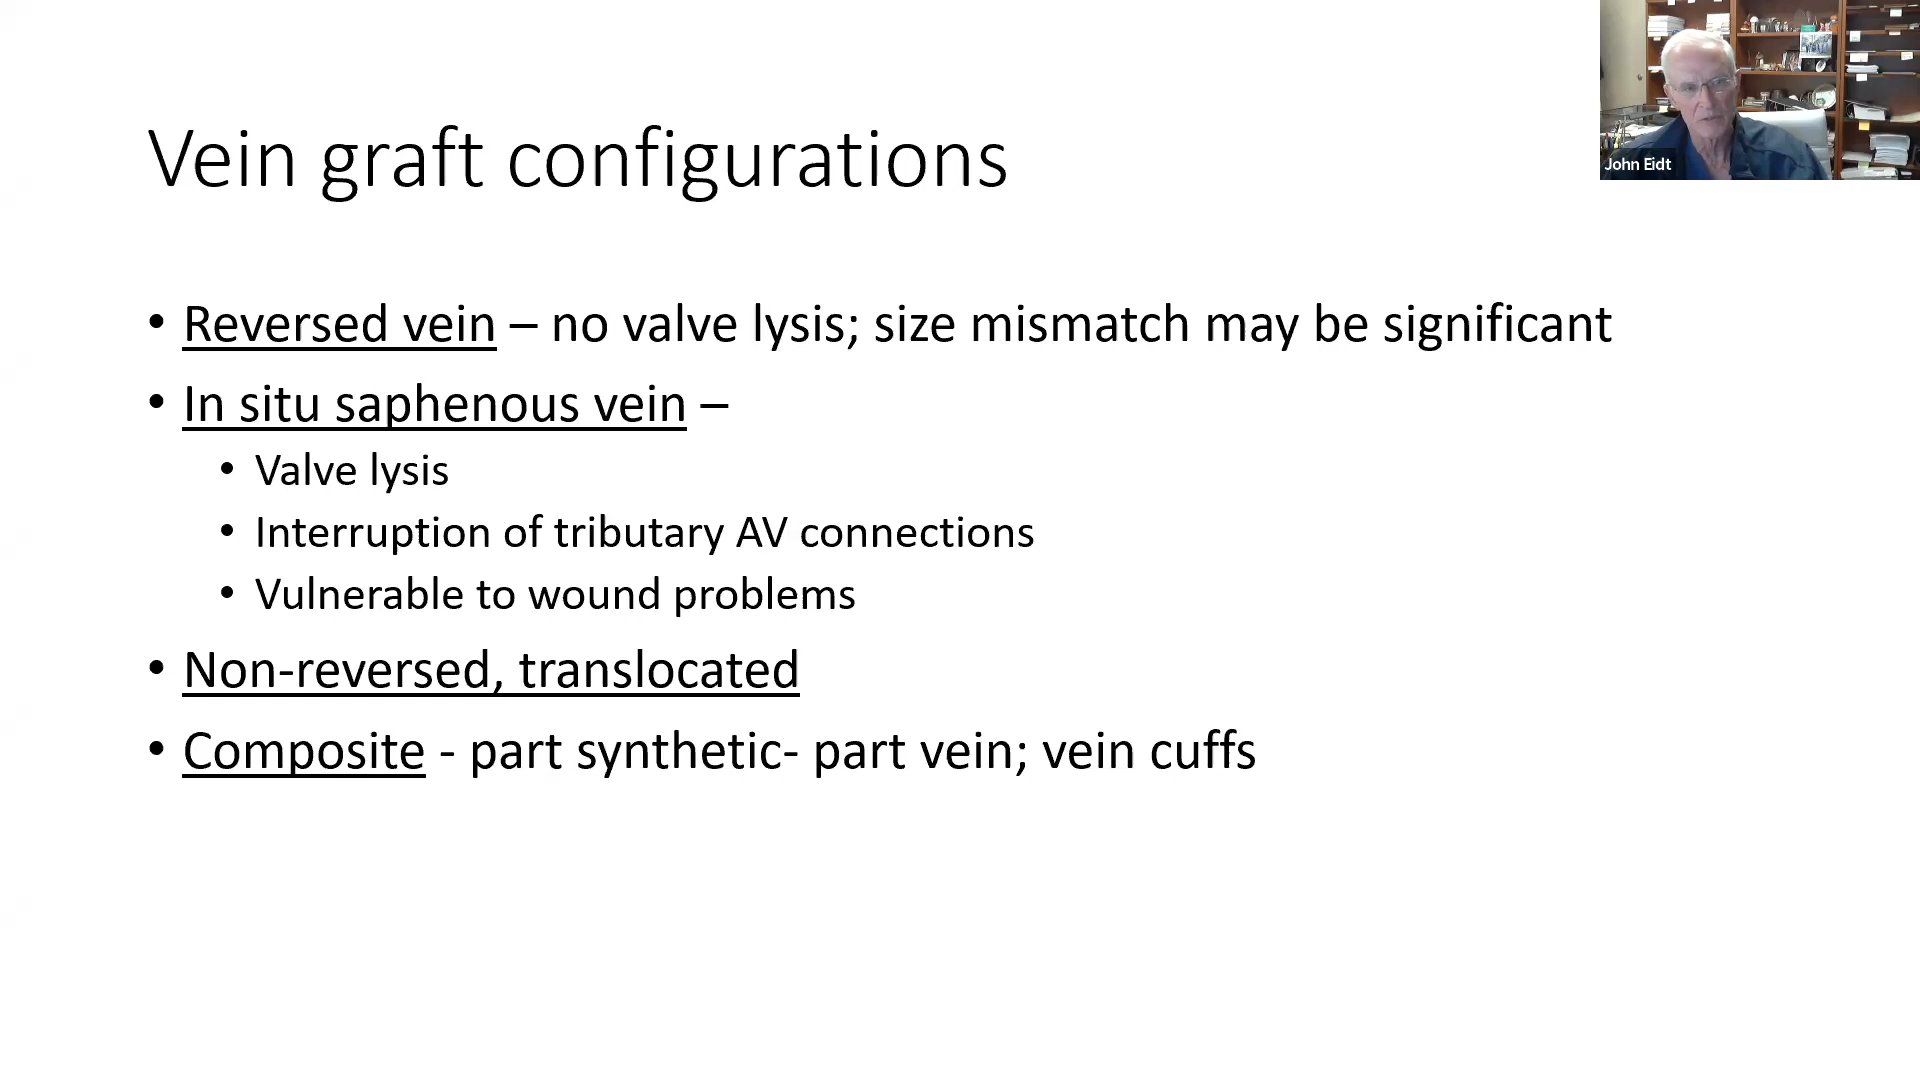 Vein graft configurations
John Eidt
• Reversed vein – no valve lysis; size mismatch may be significant
• In situ saphenous vein –
• Valve lysis
• Interruption of tributary AV connections
• Vulnerable to wound problems
• Non-reversed, translocated
• Composite - part synthetic- part vein; vein cuffs